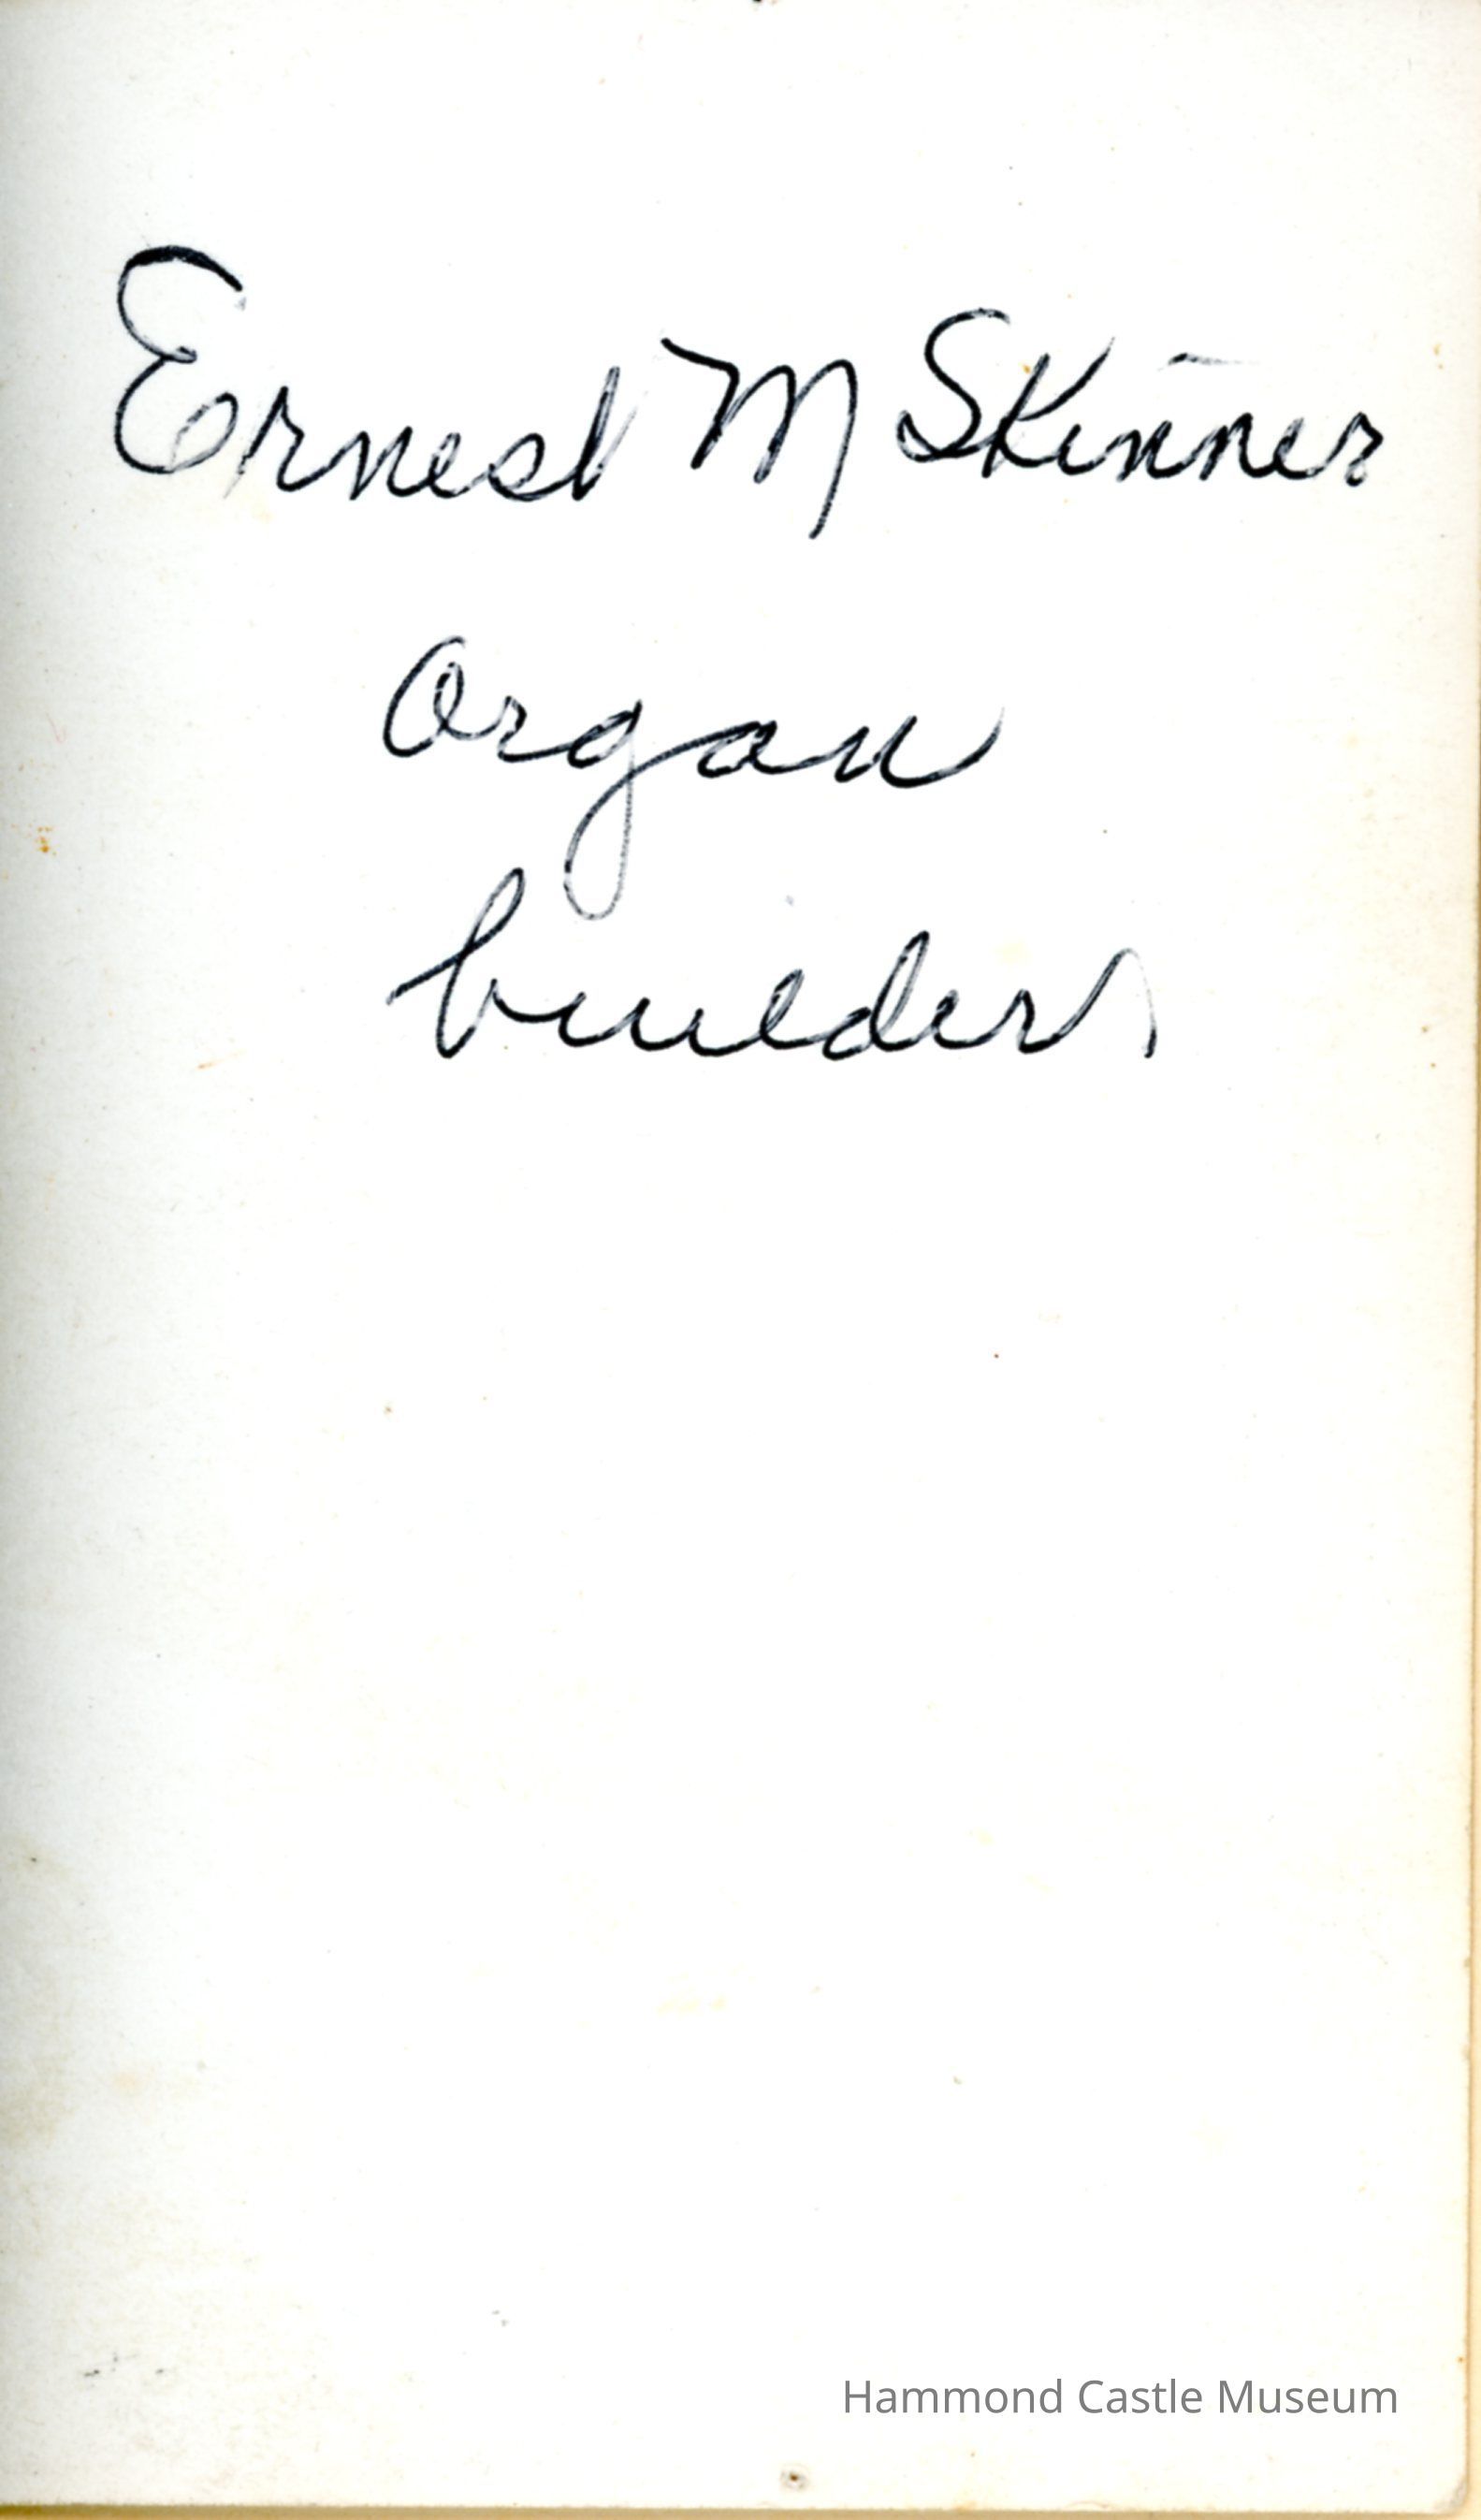 Ernest M Skinner
Organ
builder
Hammond Castle Museum